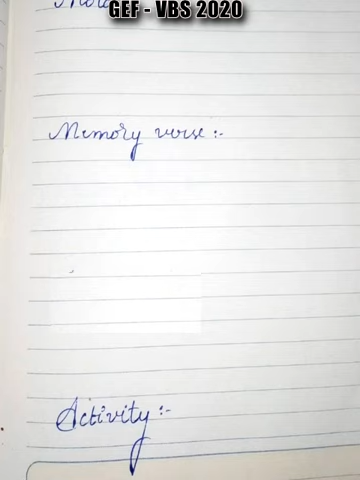 GEF - VBS 2020
Memory verse :-
Activity :-